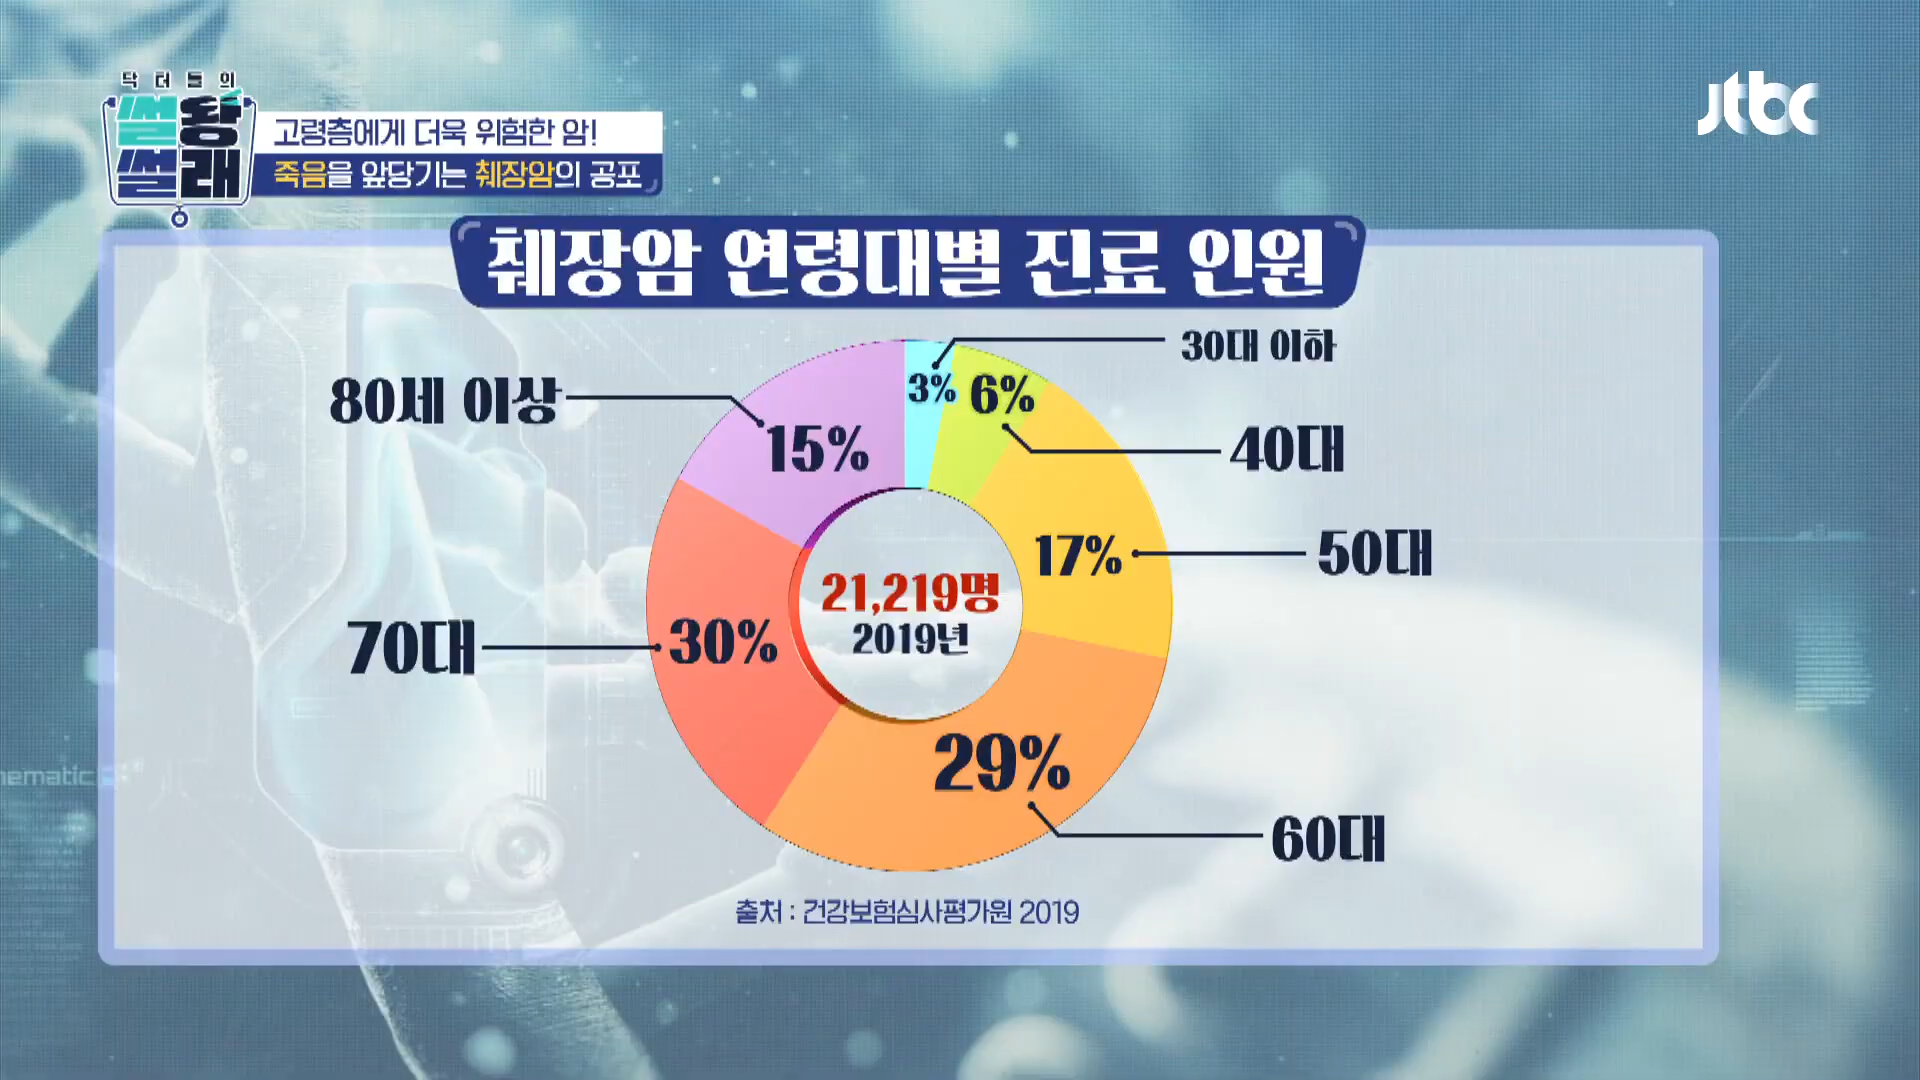 닥터들의
썰왕
썰래
고령층에게 더욱 위험한 암!
죽음을 앞당기는 췌장암의 공포
jtbc
췌장암 연령대별 진료 인원
30대 이하
3%
6%
40대
80세 이상
15%
17%
50대
21,219명
2019년
70대
30%
29%
60대
출처 : 건강보험심사평가원 2019
nematic